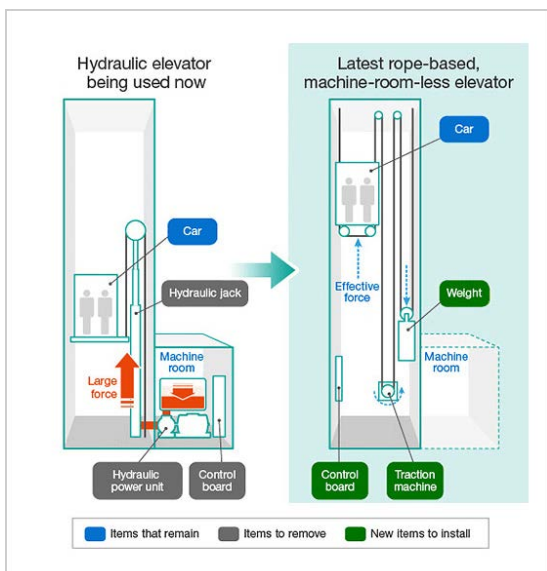 Hydraulic elevator
being used now
Car
Hydraulic jack
Machine
room
Large
force
Hydraulic
power unit
Control
board
Latest rope-based,
machine-room-less elevator
Car
Effective
force
Weight
Machine
room
Control
board
Traction
machine
Items that remain
Items to remove
New items to install